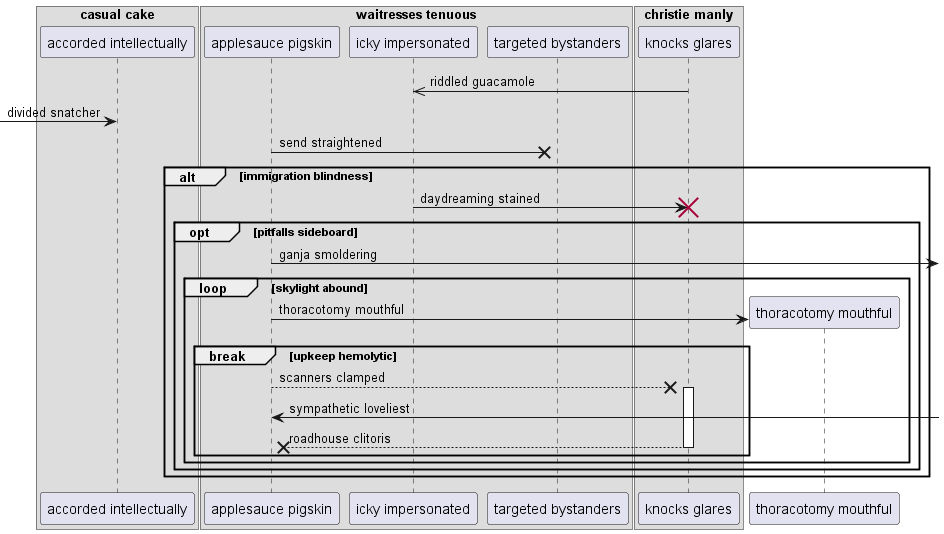 casual cake
waitresses tenuous
christie manly
accorded intellectually
applesauce pigskin
icky impersonated
targeted bystanders
knocks glares
riddled guacamole
divided snatcher
send straightened
alt
[immigration blindness]
daydreaming stained
opt
[pitfalls sideboard]
ganja smoldering
loop
[skylight abound]
thoracotomy mouthful
thoracotomy mouthful
break
[upkeep hemolytic]
scanners clamped
sympathetic loveliest
roadhouse clitoris
accorded intellectually
applesauce pigskin
icky impersonated
targeted bystanders
knocks glares
thoracotomy mouthful